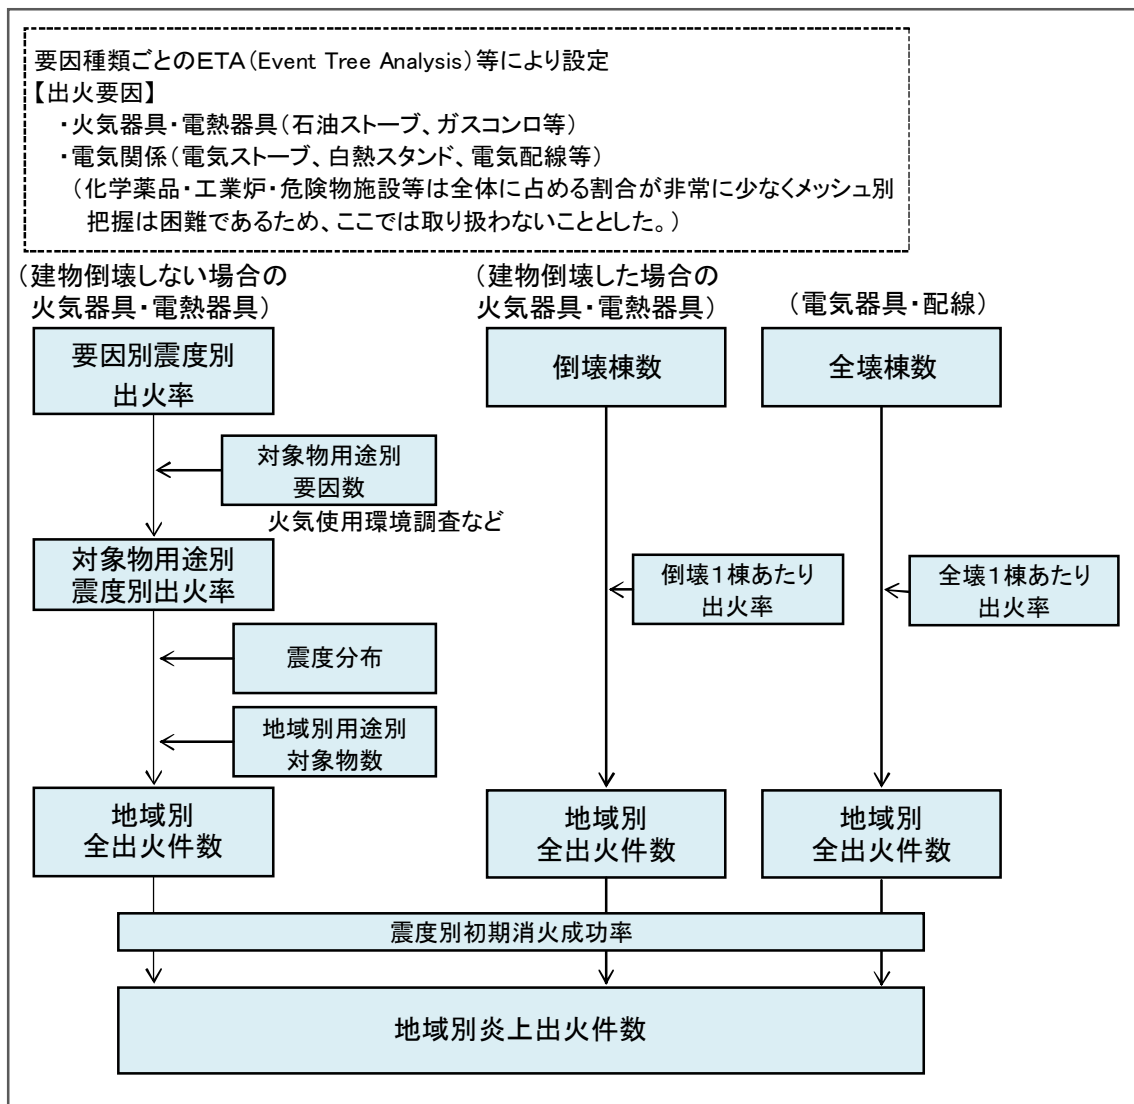 要因種類ごとのETA(Event Tree Analysis)等により設定
【出火要因】
・火気器具・電熱器具(石油ストーブ、ガスコンロ等)
・電気関係(電気ストーブ、白熱スタンド、電気配線等)
(化学薬品・工業炉・危険物施設等は全体に占める割合が非常に少なくメッシュ別
把握は困難であるため、ここでは取り扱わないこととした。)
(建物倒壊しない場合の
火気器具・電熱器具)
(建物倒壊した場合の
火気器具・電熱器具)
(電気器具・配線)
要因別震度別
出火率
倒壊棟数
全壊棟数
対象物用途別
要因数
火気使用環境調査など
対象物用途別
震度別出火率
倒壊1棟あたり
出火率
全壊1棟あたり
出火率
震度分布
地域別用途別
対象物数
地域別
全出火件数
地域別
全出火件数
地域別
全出火件数
震度別初期消火成功率
地域別炎上出火件数